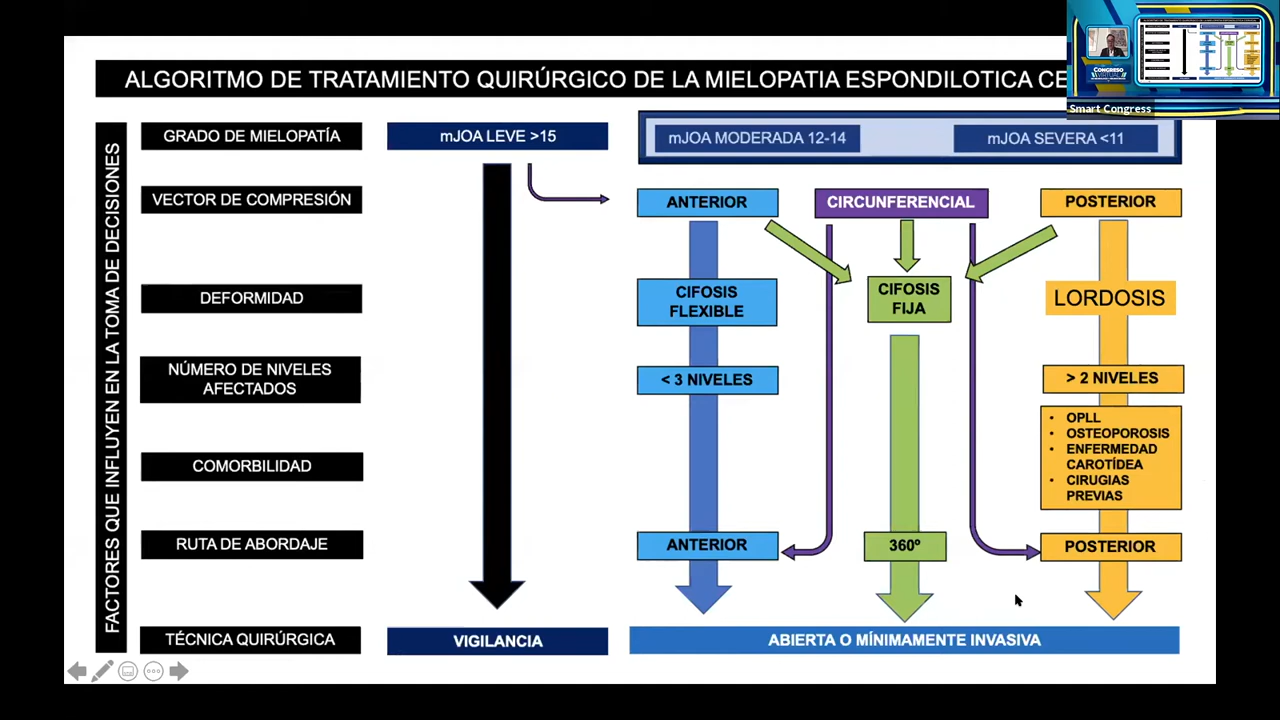 ALGORITMO DE TRATAMIENTO QUIRÚRGICO DE LA MIELOPATIA ESPONDILOTICA CE
CONGRESO
VIRTUAL
Smart Congress
FACTORES QUE INFLUYEN EN LA TOMA DE DECISIONES
GRADO DE MIELOPATÍA
mJOA LEVE >15
mJOA MODERADA 12-14
mJOA SEVERA <11
VECTOR DE COMPRESIÓN
ANTERIOR
CIRCUNFERENCIAL
POSTERIOR
DEFORMIDAD
CIFOSIS
FLEXIBLE
CIFOSIS
FIJA
LORDOSIS
NÚMERO DE NIVELES
AFECTADOS
< 3 NIVELES
> 2 NIVELES
COMORBILIDAD
• OPLL
• OSTEOPOROSIS
• ENFERMEDAD
CAROTÍDEA
• CIRUGIAS
PREVIAS
RUTA DE ABORDAJE
ANTERIOR
360º
POSTERIOR
TÉCNICA QUIRÚRGICA
VIGILANCIA
ABIERTA O MÍNIMAMENTE INVASIVA